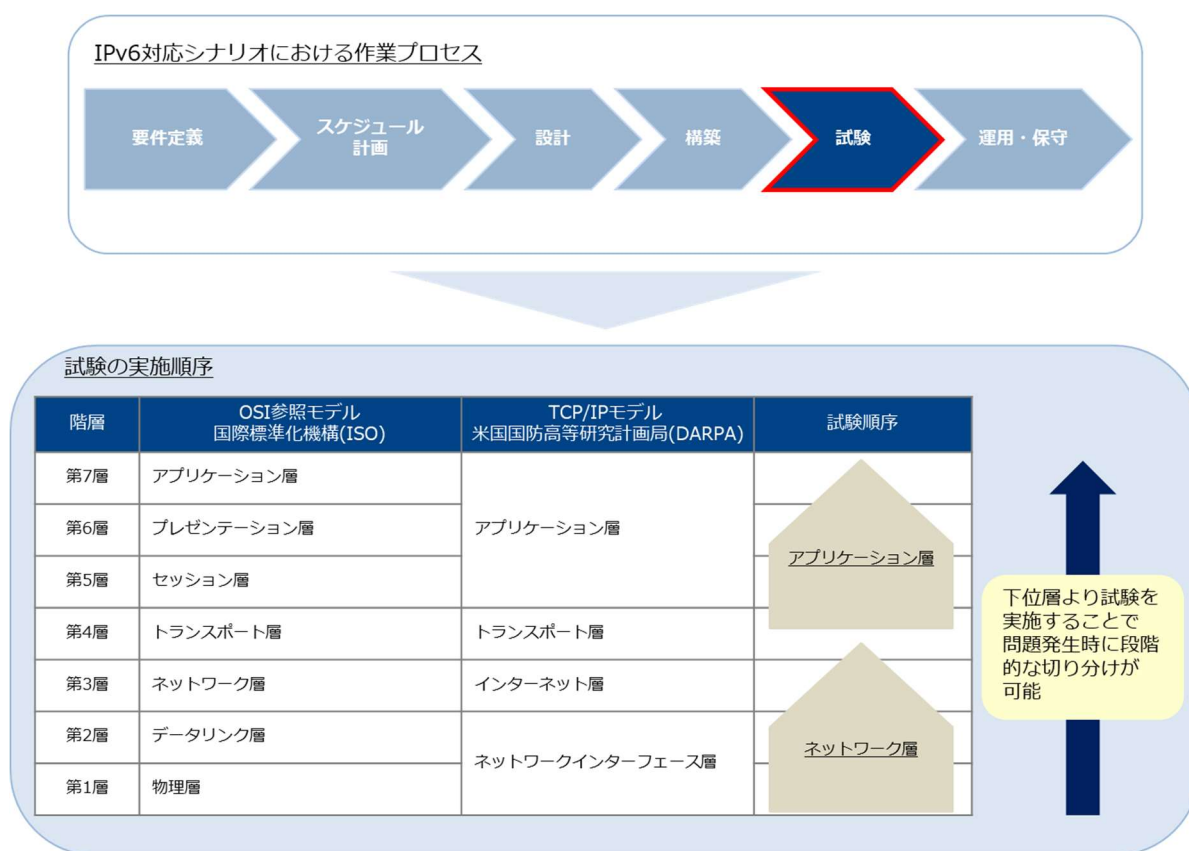 IPv6対応シナリオにおける作業プロセス
要件定義
スケジュール
計画
設計
構築
試験
運用・保守
試験の実施順序
階層
OSI参照モデル
国際標準化機構(ISO)
TCP/IPモデル
米国国防高等研究計画局(DARPA)
試験順序
第7層
アプリケーション層
第6層
プレゼンテーション層
アプリケーション層
第5層
セッション層
アプリケーション層
第4層
トランスポート層
トランスポート層
第3層
ネットワーク層
インターネット層
第2層
データリンク層
ネットワークインターフェース層
ネットワーク層
第1層
物理層
下位層より試験を
実施することで
問題発生時に段階
的な切り分けが
可能